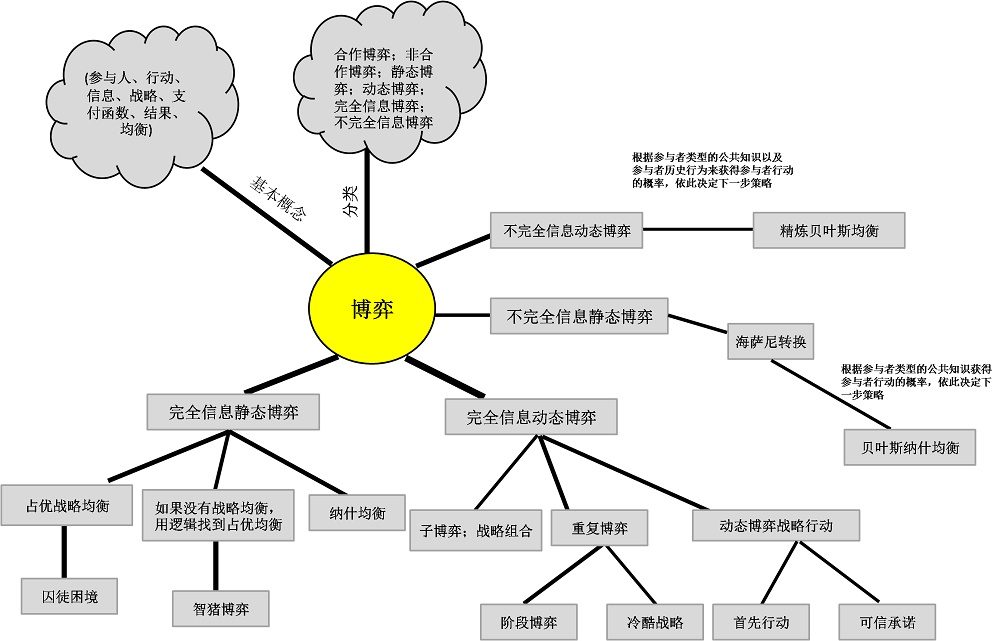 (参与人、行动、
信息、战略、支
付函数、结果、
均衡)
合作博弈；非合
作博弈；静态博
弈；动态博弈；
完全信息博弈；
不完全信息博弈
基本概念
分类
根据参与者类型的公共知识以及
参与者历史行为来获得参与者行动
的概率，依此决定下一步策略
不完全信息动态博弈
精炼贝叶斯均衡
博弈
不完全信息静态博弈
海萨尼转换
根据参与者类型的公共知识获得
参与者行动的概率，依此决定下
一步策略
贝叶斯纳什均衡
完全信息静态博弈
完全信息动态博弈
占优战略均衡
如果没有战略均衡，
用逻辑找到占优均衡
纳什均衡
子博弈；战略组合
重复博弈
动态博弈战略行动
囚徒困境
智猪博弈
阶段博弈
冷酷战略
首先行动
可信承诺